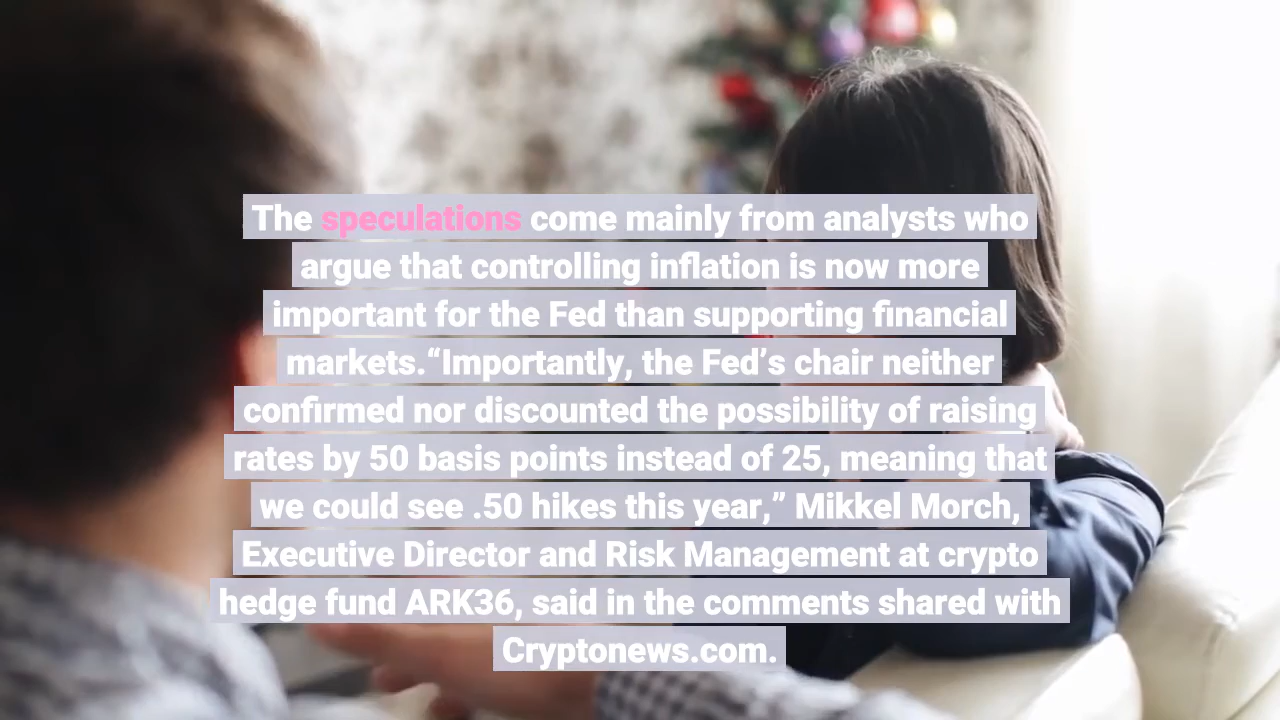 The speculations come mainly from analysts who
argue that controlling inflation is now more
important for the Fed than supporting financial
markets.“Importantly, the Fed’s chair neither
confirmed nor discounted the possibility of raising
rates by 50 basis points instead of 25, meaning that
we could see .50 hikes this year,” Mikkel Morch,
Executive Director and Risk Management at crypto
hedge fund ARK36, said in the comments shared with
Cryptonews.com.